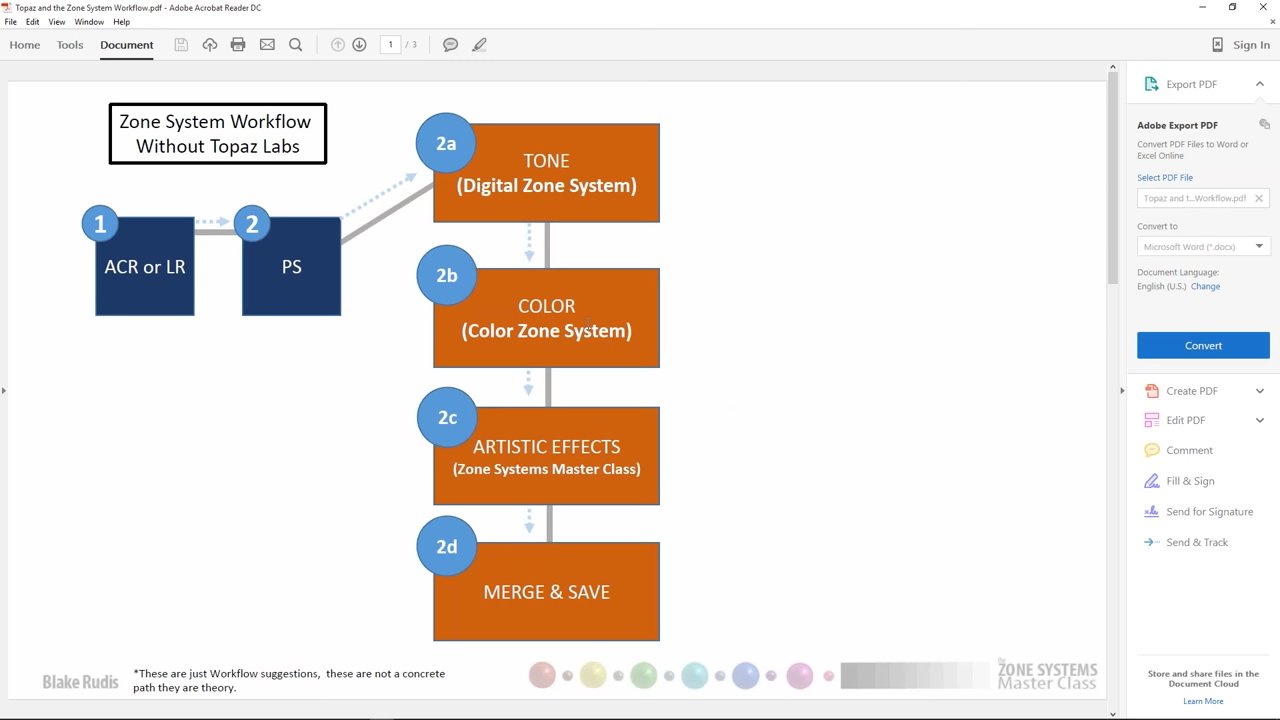 Topaz and the Zone System Workflow.pdf - Adobe Acrobat Reader DC
File Edit View Window Help
Home Tools Document 1 / 3 Sign In
Zone System Workflow
Without Topaz Labs
1
ACR or LR
2
PS
2a
TONE
(Digital Zone System)
2b
COLOR
(Color Zone System)
2c
ARTISTIC EFFECTS
(Zone Systems Master Class)
2d
MERGE & SAVE
Blake Rudis
*These are just Workflow suggestions, these are not a concrete
path they are theory.
The
ZONE SYSTEMS
Master Class
Export PDF
Adobe Export PDF
Convert PDF Files to Word or
Excel Online
Select PDF File
Topaz and t...Workflow.pdf
Convert to
Microsoft Word (*.docx)
Document Language:
English (U.S.) Change
Convert
Create PDF
Edit PDF
Comment
Fill & Sign
Send for Signature
Send & Track
Store and share files in the
Document Cloud
Learn More